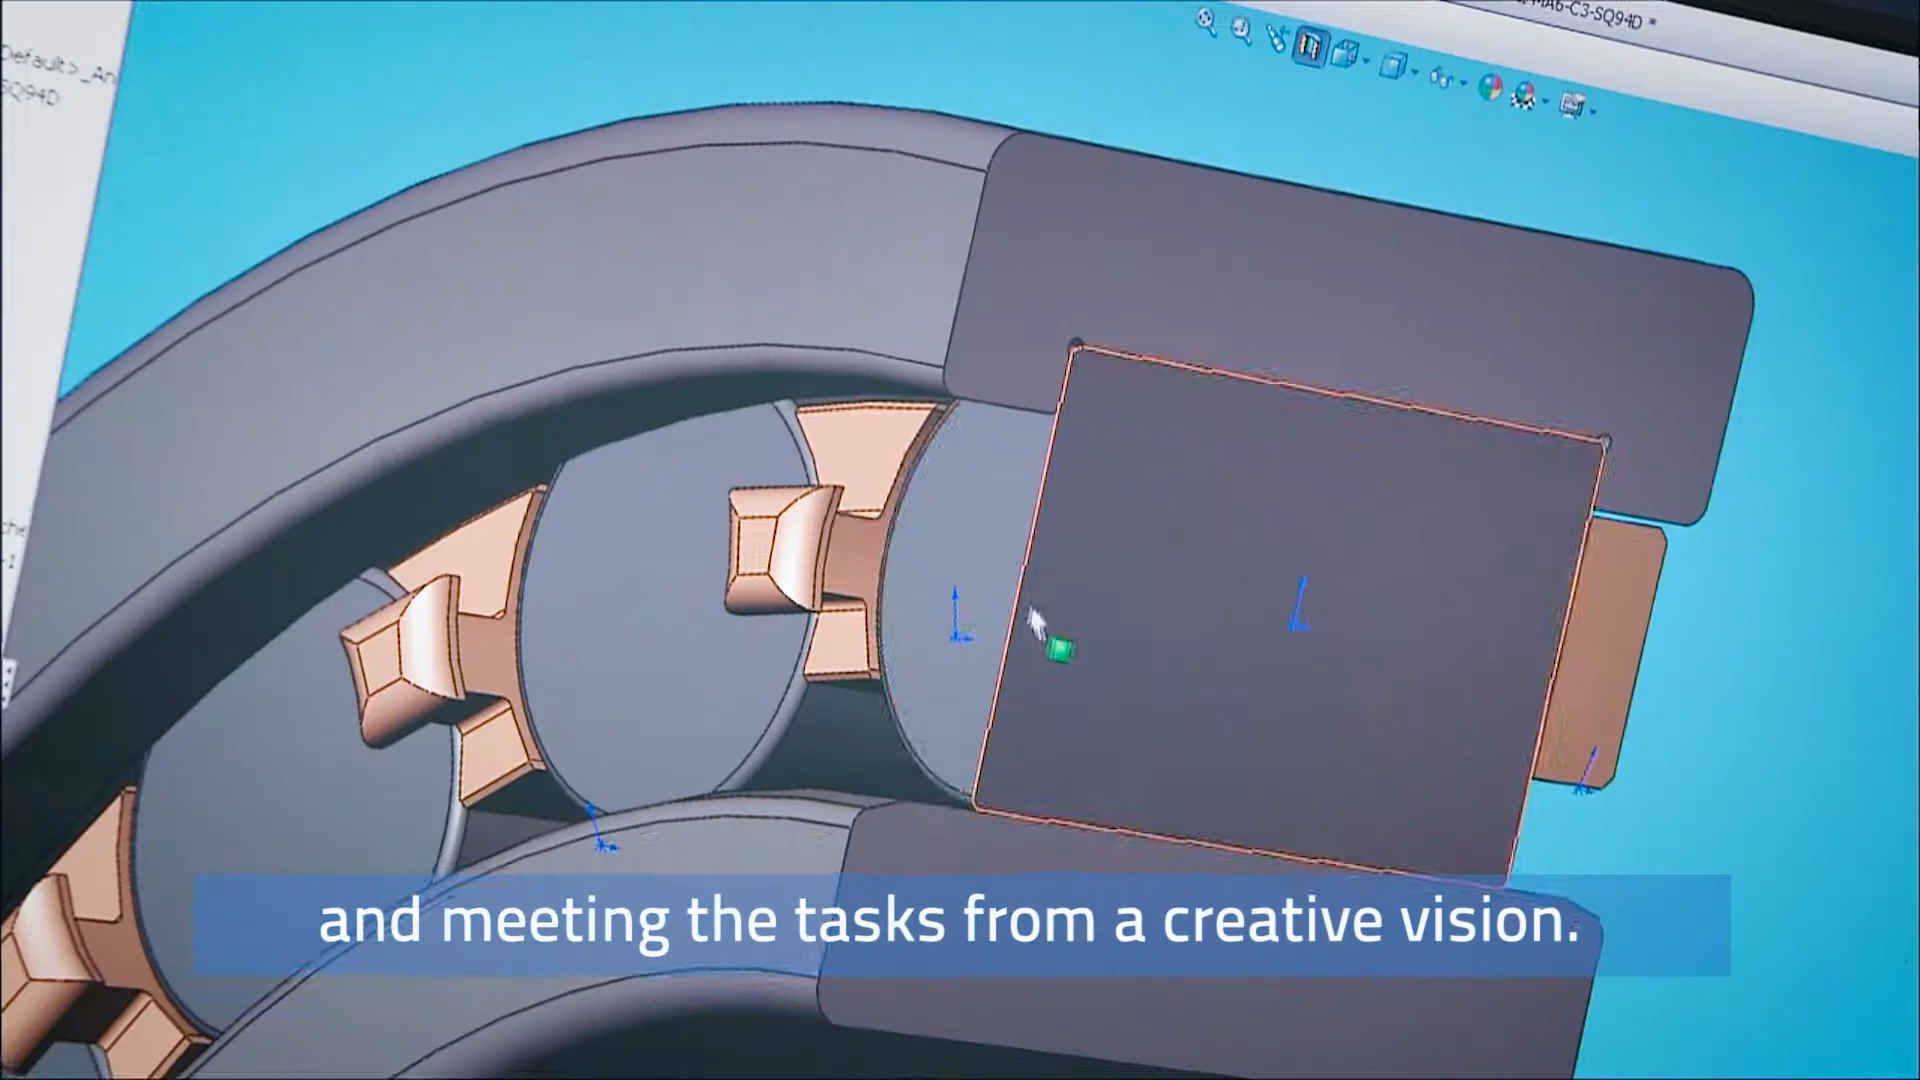 MA6-C3-SQ94D *
Default>_An
SQ94D
and meeting the tasks from a creative vision.